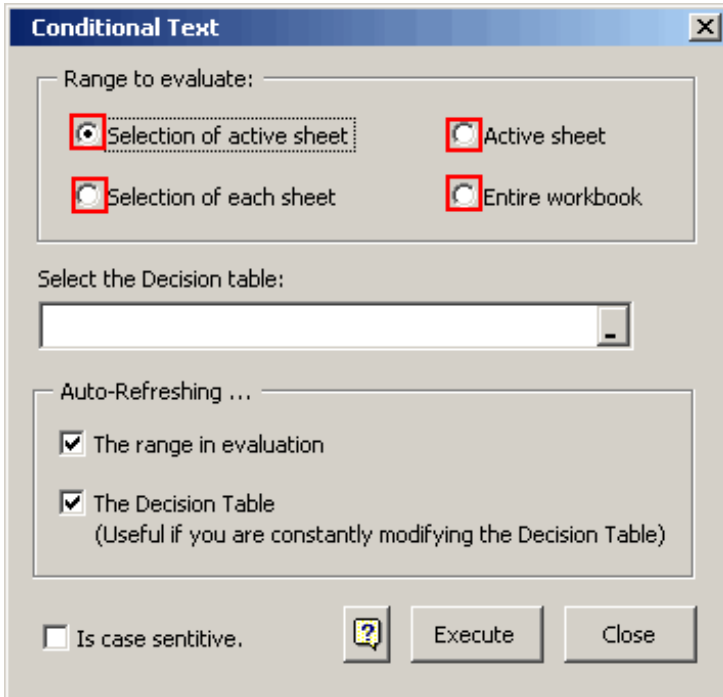 Conditional Text
Range to evaluate:
Selection of active sheet
Active sheet
Selection of each sheet
Entire workbook
Select the Decision table:
Auto-Refreshing ...
The range in evaluation
The Decision Table
(Useful if you are constantly modifying the Decision Table)
Is case sentitive.
?
Execute
Close